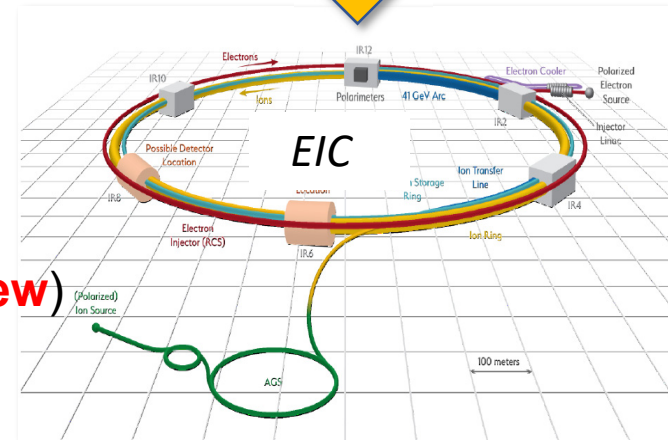 IR12
Electrons
Electron Cooler
Polarized
Electron
Source
IR10
Ions
Polarimeters
41 GeV Arc
IR2
Injector
Linac
Possible Detector
Location
EIC
Storage
Ring
Ion Transfer
Line
IR8
Location
IR4
Electron
Injector (RCS)
IR6
Ion Ring
ew)
(Polarized)
Ion Source
100 meters
AGS